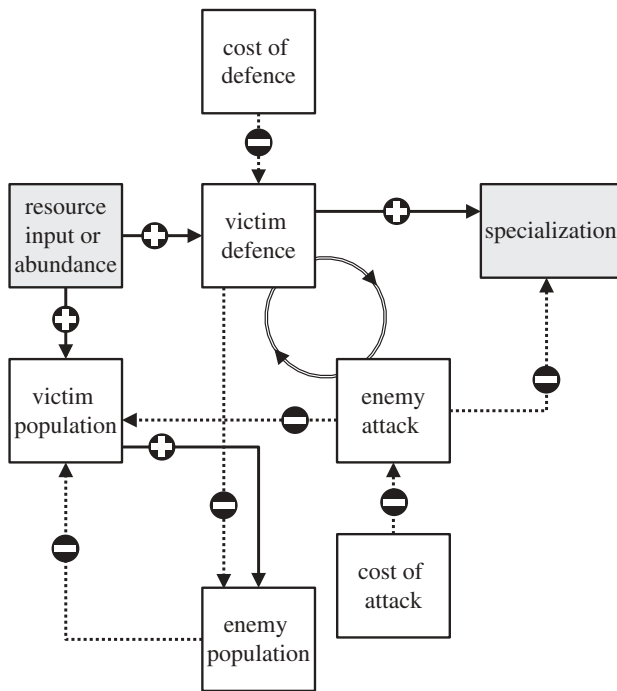 cost of
defence
resource
input or
abundance
victim
defence
specialization
victim
population
enemy
attack
cost of
attack
enemy
population